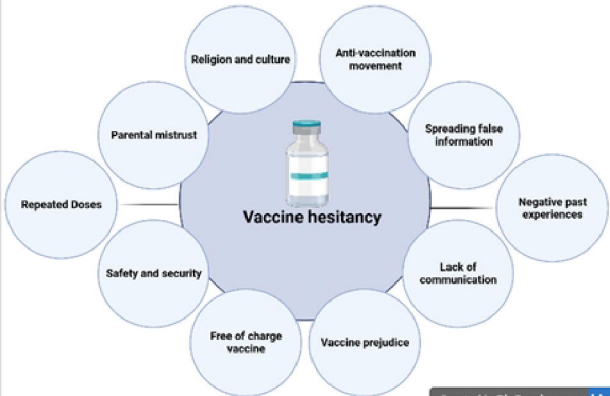 Religion and culture
Anti-vaccination
movement
Parental mistrust
Spreading false
information
Repeated Doses
Vaccine hesitancy
Negative past
experiences
Safety and security
Lack of
communication
Free of charge
vaccine
Vaccine prejudice